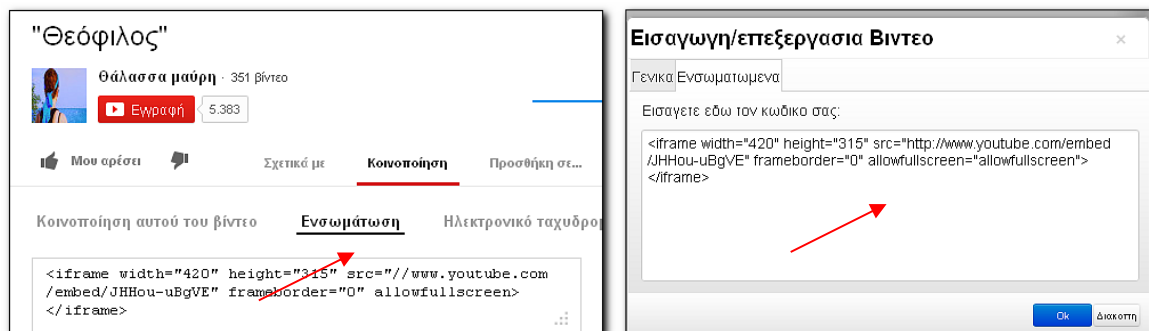 "Θεόφιλος"
Θάλασσα μαύρη · 351 βίντεο
Εγγραφή 5.383
Μου αρέσει
Σχετικά με Κοινοποίηση Προσθήκη σε...
Κοινοποίηση αυτού του βίντεο Ενσωμάτωση Ηλεκτρονικό ταχυδρομ
<iframe width="420" height="315" src="//www.youtube.com
/embed/JHHou-uBgVE" frameborder="0" allowfullscreen>
</iframe>
Εισαγωγη/επεξεργασια Βιντεο ×
Γενικα Ενσωματωμενα
Εισαγετε εδω τον κωδικο σας:
<iframe width="420" height="315" src="http://www.youtube.com/embed
/JHHou-uBgVE" frameborder="0" allowfullscreen="allowfullscreen">
</iframe>
Ok Διακοπη